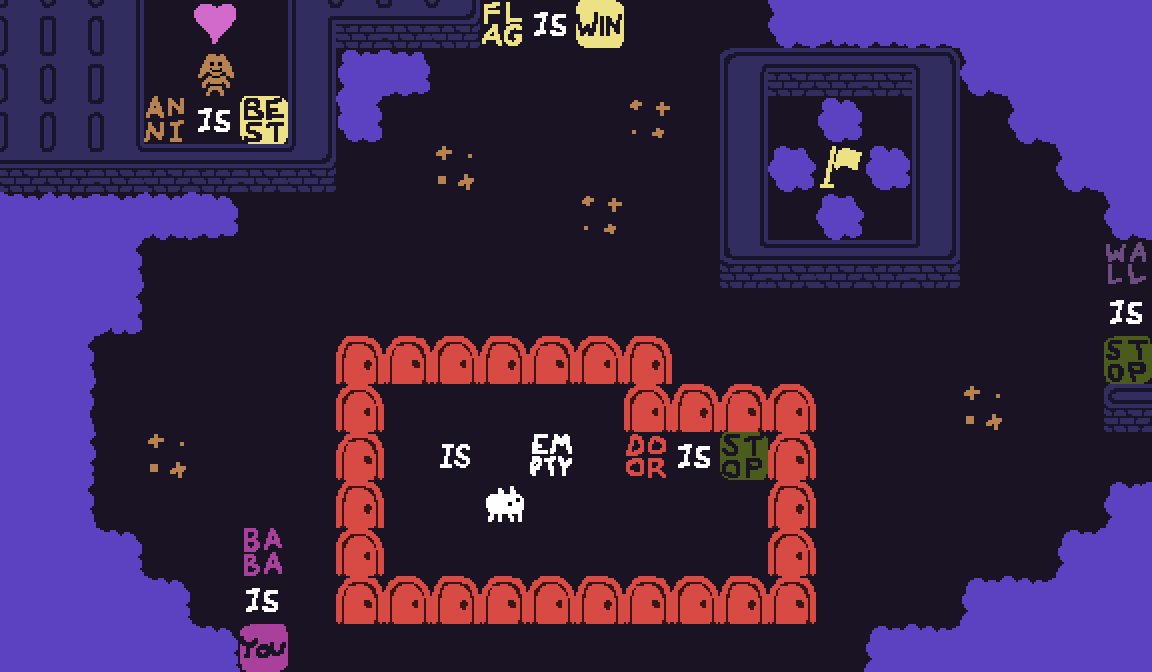 FLAG IS WIN
ANNI IS BEST
WALL
IS
STOP
IS EMPTY DOOR IS STOP
BABA
IS
YOU